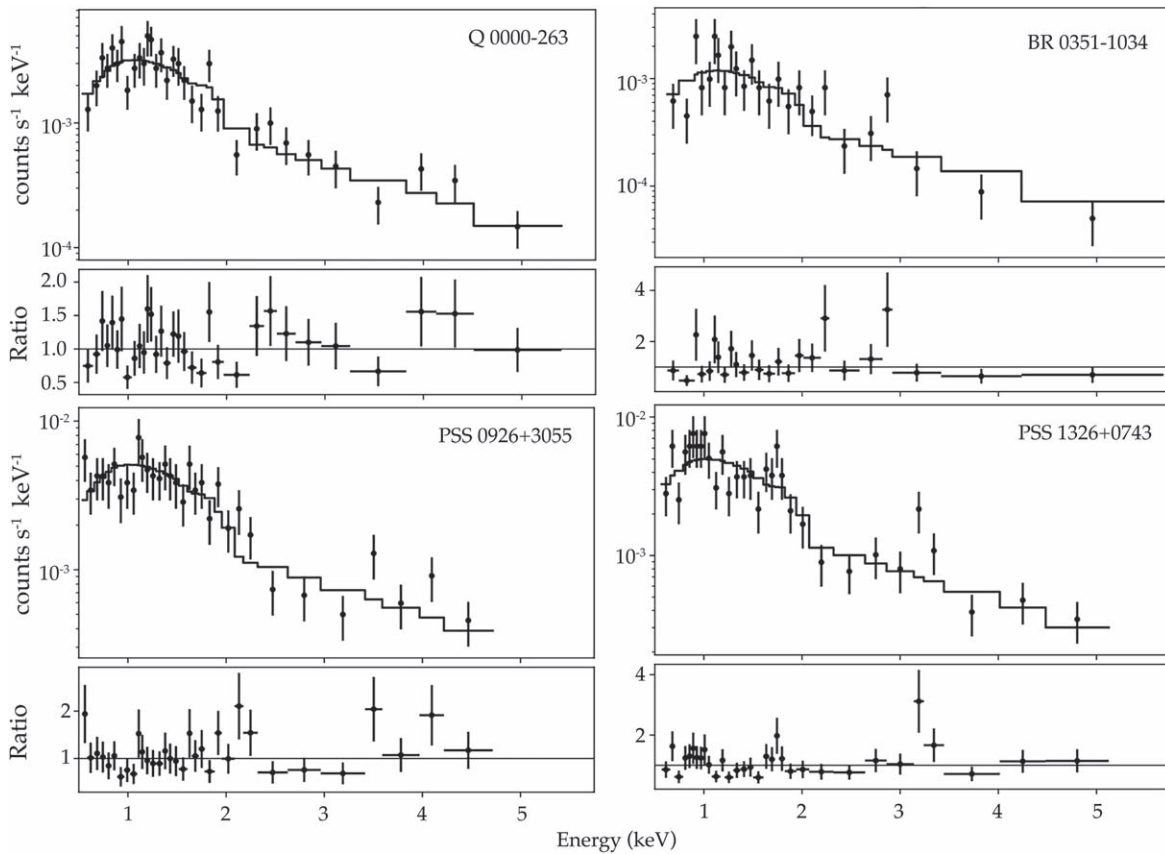 Q 0000-263
BR 0351-1034
counts s⁻¹ keV⁻¹
10⁻³
10⁻⁴
10⁻³
10⁻⁴
Ratio
2.0
1.5
1.0
0.5
4
2
PSS 0926+3055
PSS 1326+0743
counts s⁻¹ keV⁻¹
10⁻²
10⁻³
10⁻²
10⁻³
Ratio
2
1
4
2
1 2 3 4 5
1 2 3 4 5
Energy (keV)